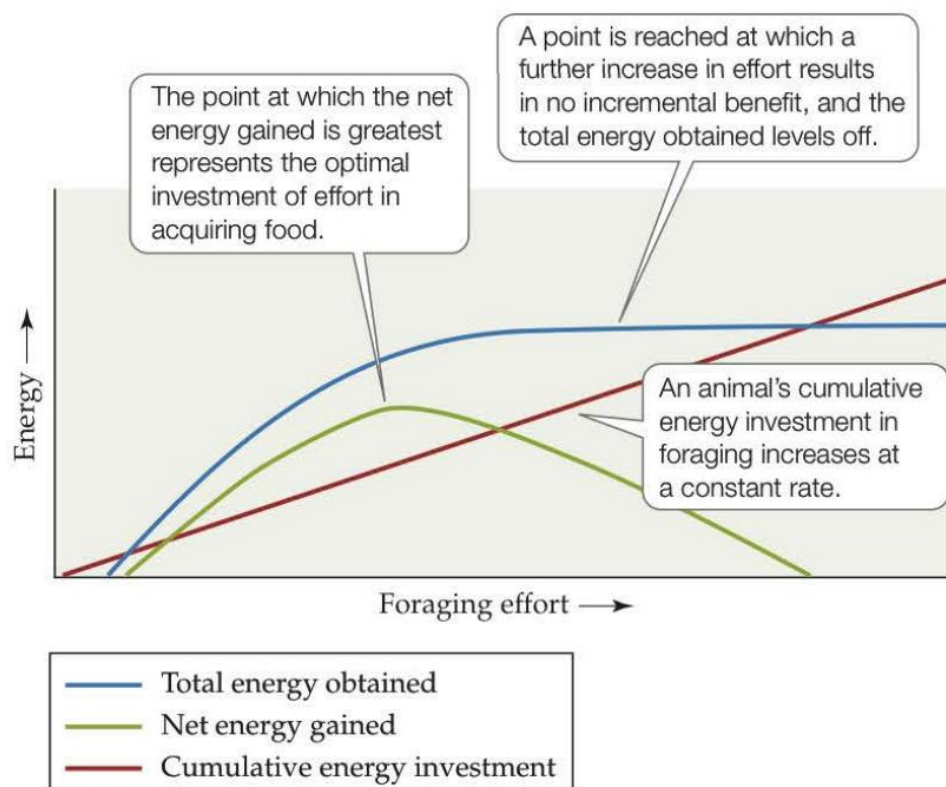 A point is reached at which a
further increase in effort results
in no incremental benefit, and the
total energy obtained levels off.
The point at which the net
energy gained is greatest
represents the optimal
investment of effort in
acquiring food.
An animal’s cumulative
energy investment in
foraging increases at
a constant rate.
Energy
Foraging effort
Total energy obtained
Net energy gained
Cumulative energy investment